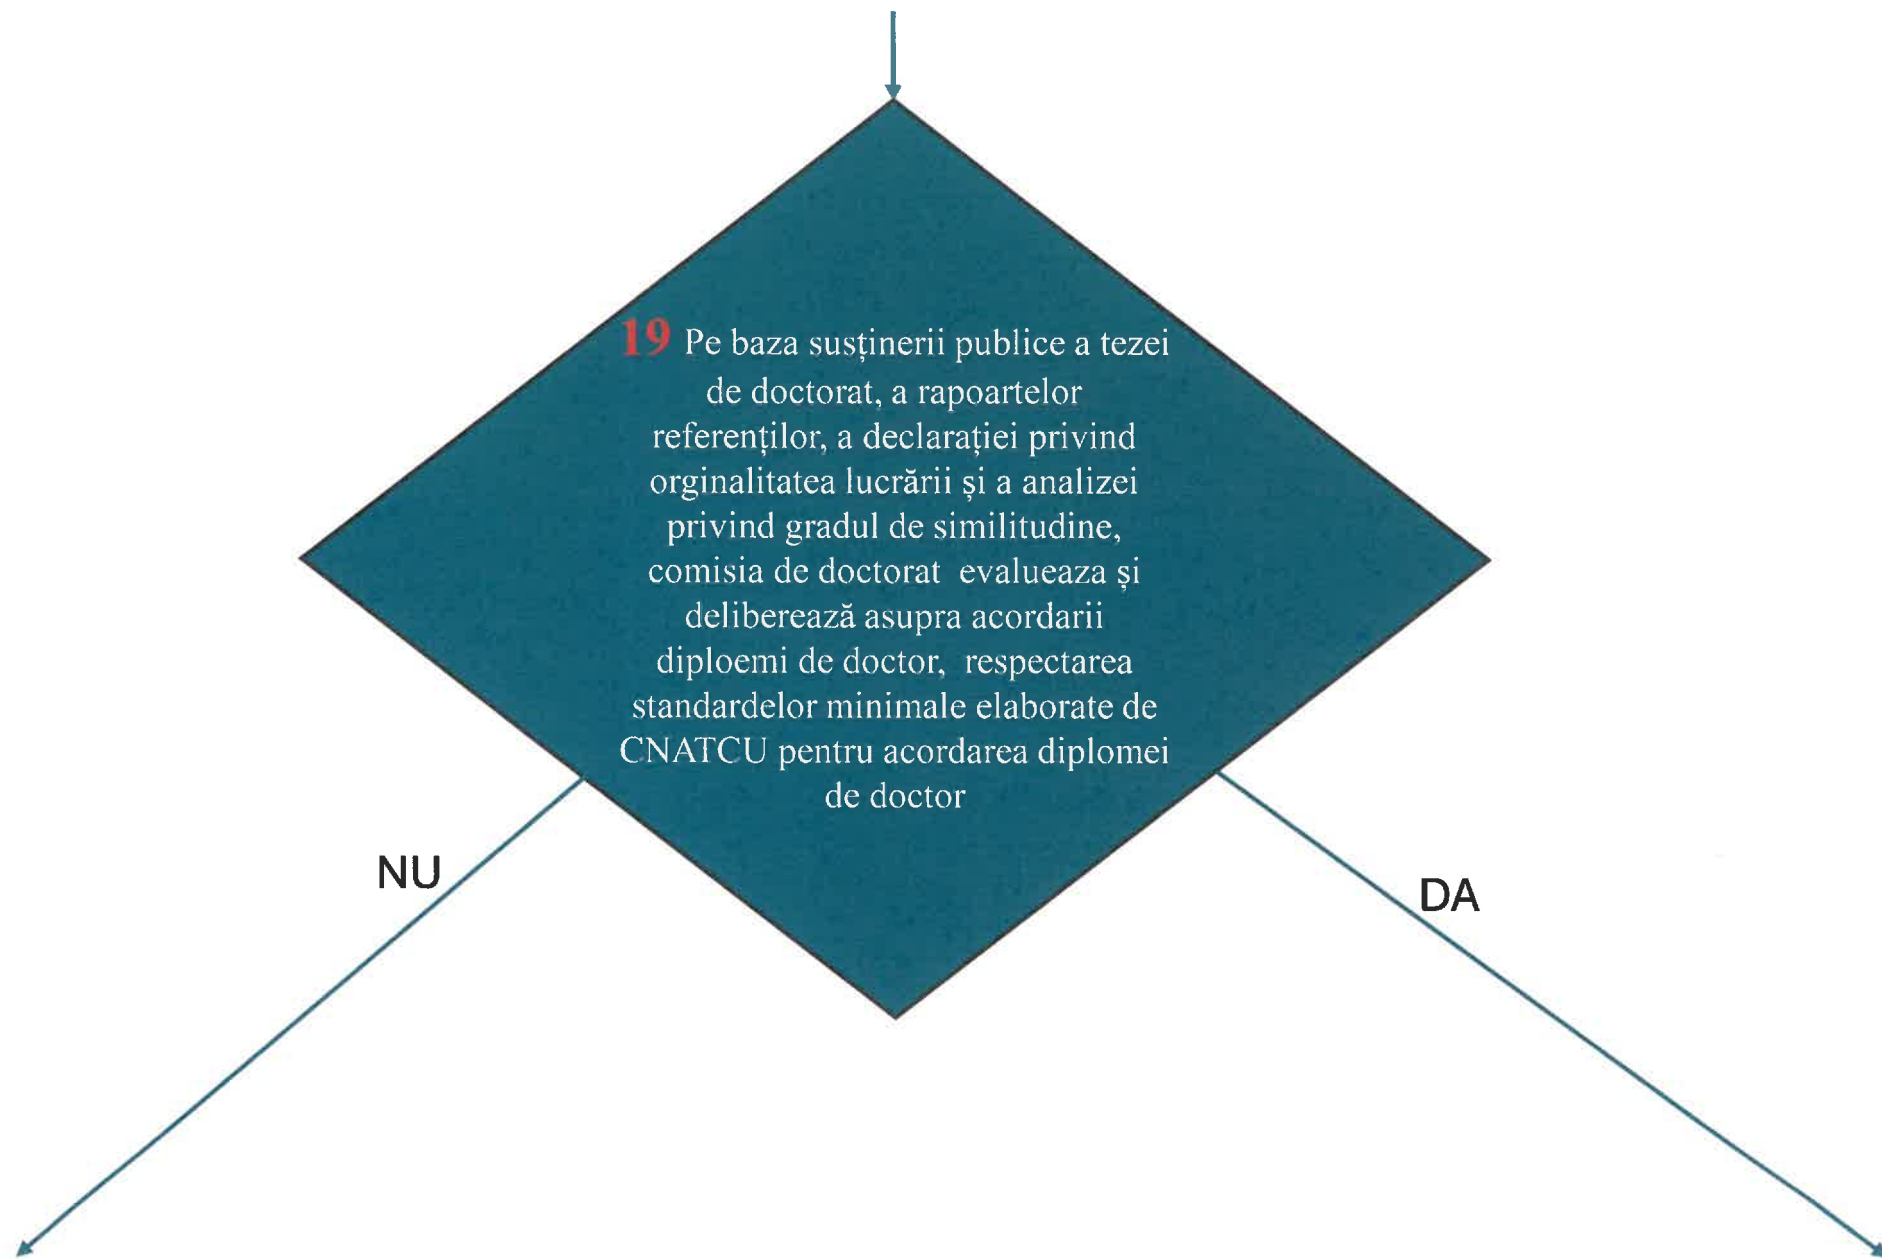 19 Pe baza susținerii publice a tezei
de doctorat, a rapoartelor
referenților, a declarației privind
orginalitatea lucrării și a analizei
privind gradul de similitudine,
comisia de doctorat evalueaza și
deliberează asupra acordarii
diploemi de doctor, respectarea
standardelor minimale elaborate de
CNATCU pentru acordarea diplomei
de doctor
NU
DA